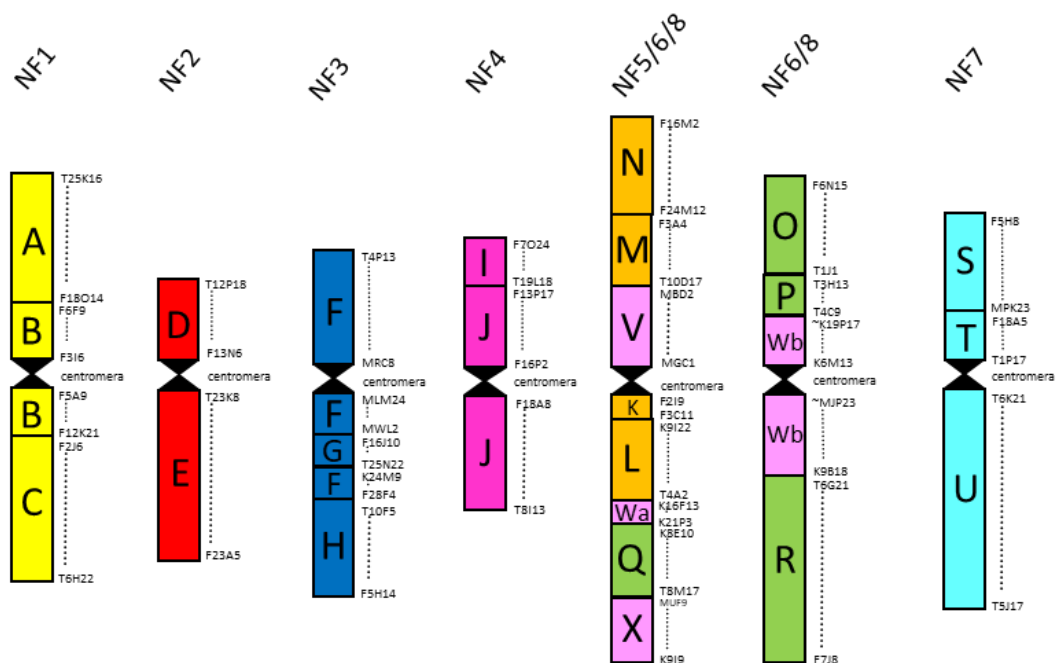 NF1
T25K16
A
F18O14
F6F9
B
F3I6
centromera
F5A9
B
F12K21
F2J6
C
T6H22
NF2
T12P18
D
F13N6
centromera
T23K8
E
F23A5
NF3
T4P13
F
MRC8
centromera
MLM24
F
MWL2
F16J10
G
T25N22
K24M9
F
F28F4
T10F5
H
F5H14
NF4
F7O24
I
T19L18
F13P17
J
F16P2
centromera
F18A8
J
T8I13
NF5/6/8
F16M2
N
F24M12
F3A4
M
T10D17
MBD2
V
MGC1
centromera
F2I9
K
F3C11
K9I22
L
T4A2
K16F13
Wa
K21P3
K8E10
Q
T8M17
MUF9
X
K9I9
NF6/8
F6N15
O
T1J1
T3H13
P
T4C9
~K19P17
Wb
K6M13
centromera
~MJP23
Wb
K9B18
T6G21
R
F7J8
NF7
F5H8
S
MPK23
F18A5
T
T1P17
centromera
T6K21
U
T5J17